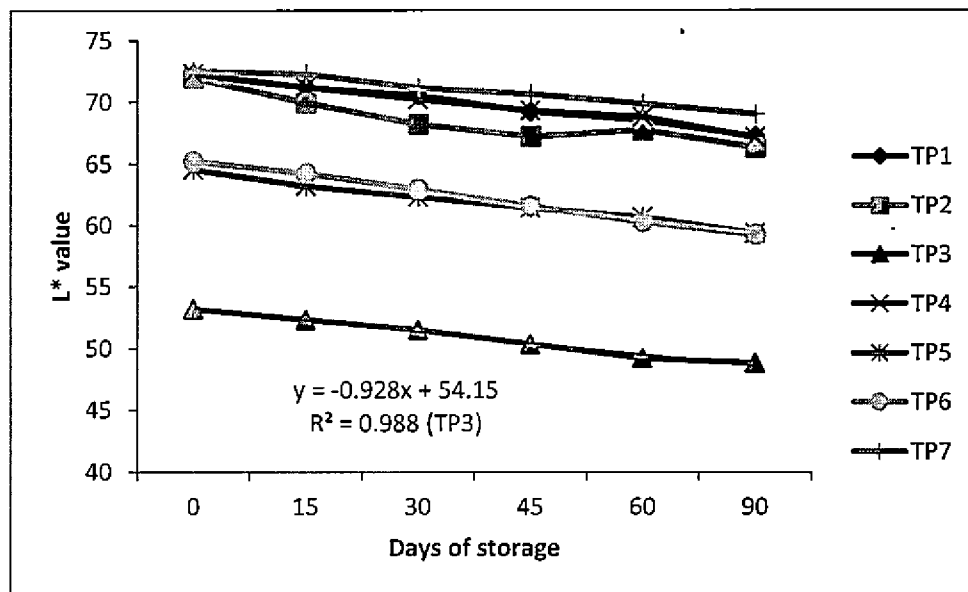 75
70
65
60
55
50
45
40
L* value
y = -0.928x + 54.15
R² = 0.988 (TP3)
0 15 30 45 60 90
Days of storage
TP1
TP2
TP3
TP4
TP5
TP6
TP7